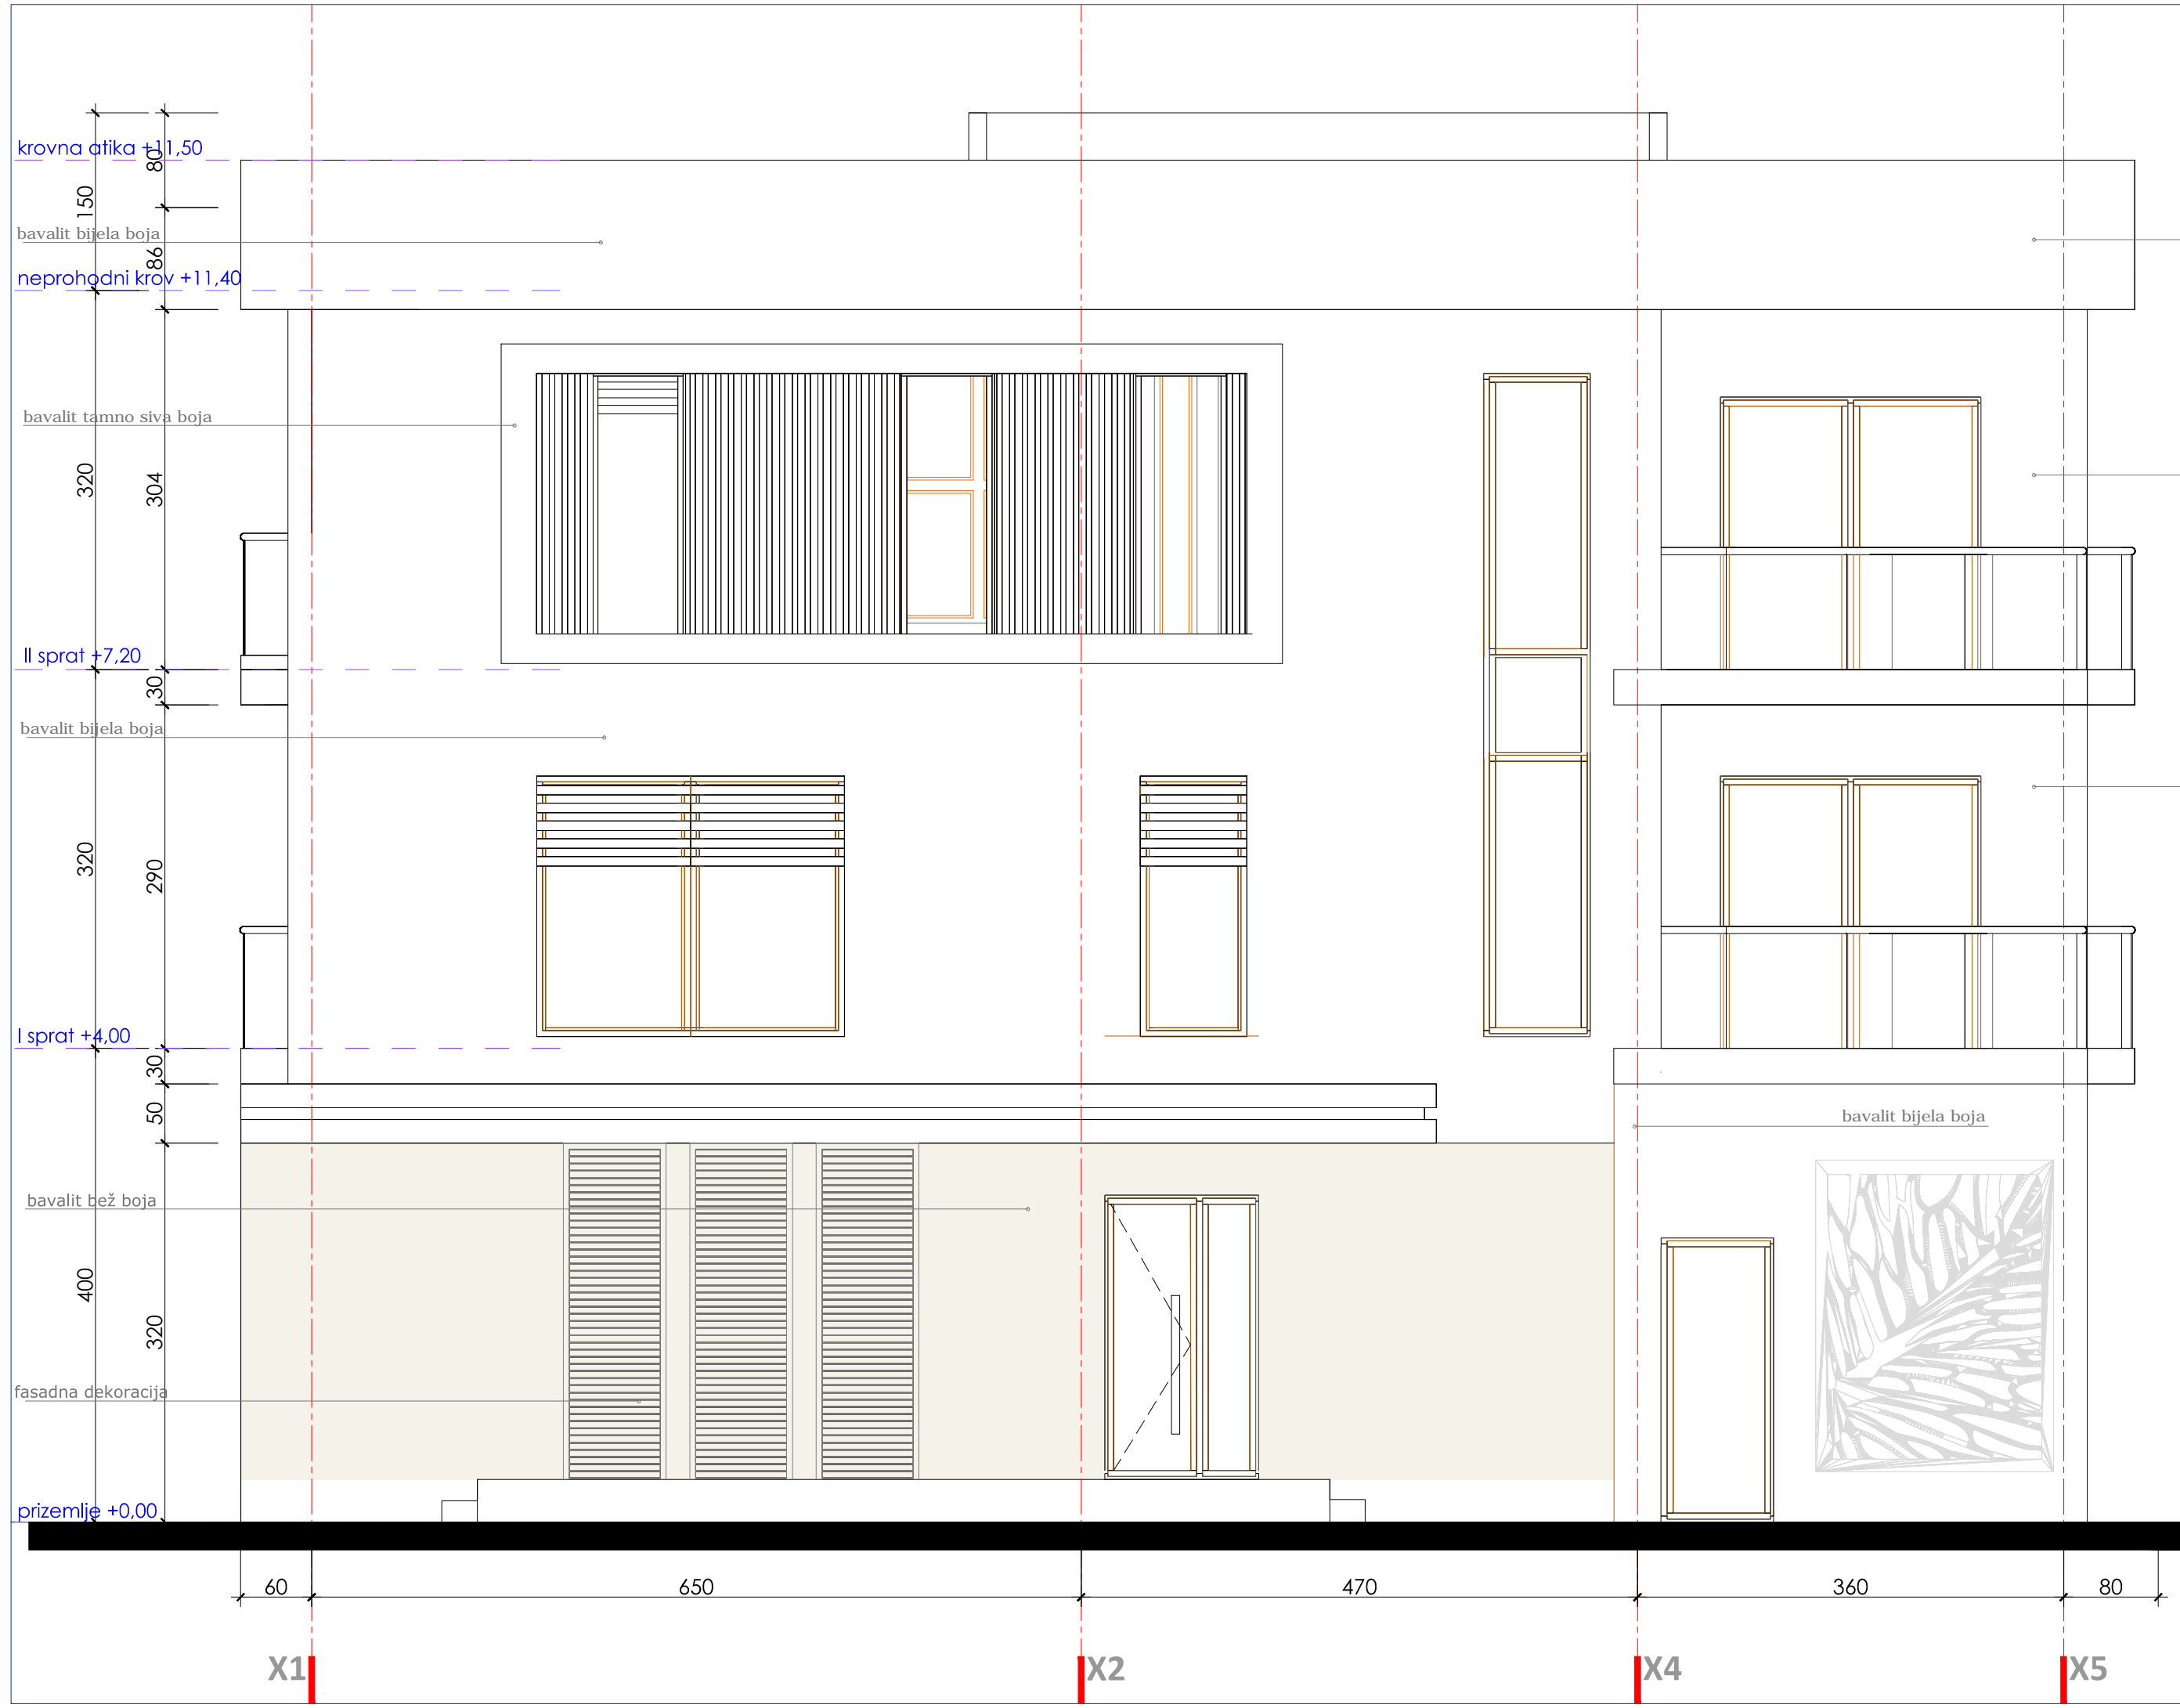 krovna atika +11,50
80
150
bavalit bijela boja
86
neprohodni krov +11,40
bavalit tamno siva boja
320
304
II sprat +7,20
30
bavalit bijela boja
320
290
I sprat +4,00
30
50
bavalit bijela boja
bavalit bež boja
400
320
fasadna dekoracija
prizemlje +0,00
60
650
470
360
80
X1
X2
X4
X5